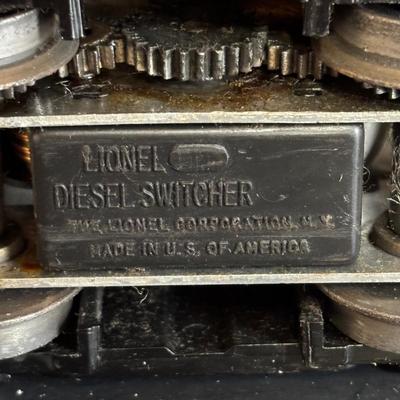 LIONEL
DIESEL SWITCHER
THE LIONEL CORPORATION, N.Y.
MADE IN U.S. OF AMERICA